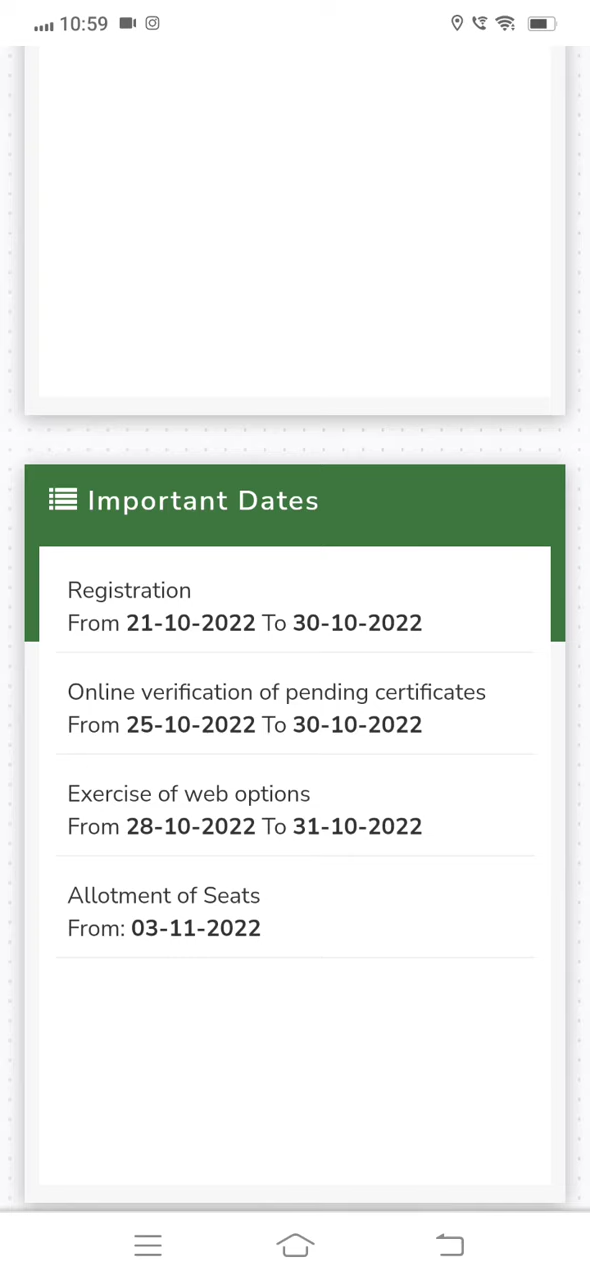 10:59
Important Dates
Registration
From 21-10-2022 To 30-10-2022
Online verification of pending certificates
From 25-10-2022 To 30-10-2022
Exercise of web options
From 28-10-2022 To 31-10-2022
Allotment of Seats
From: 03-11-2022